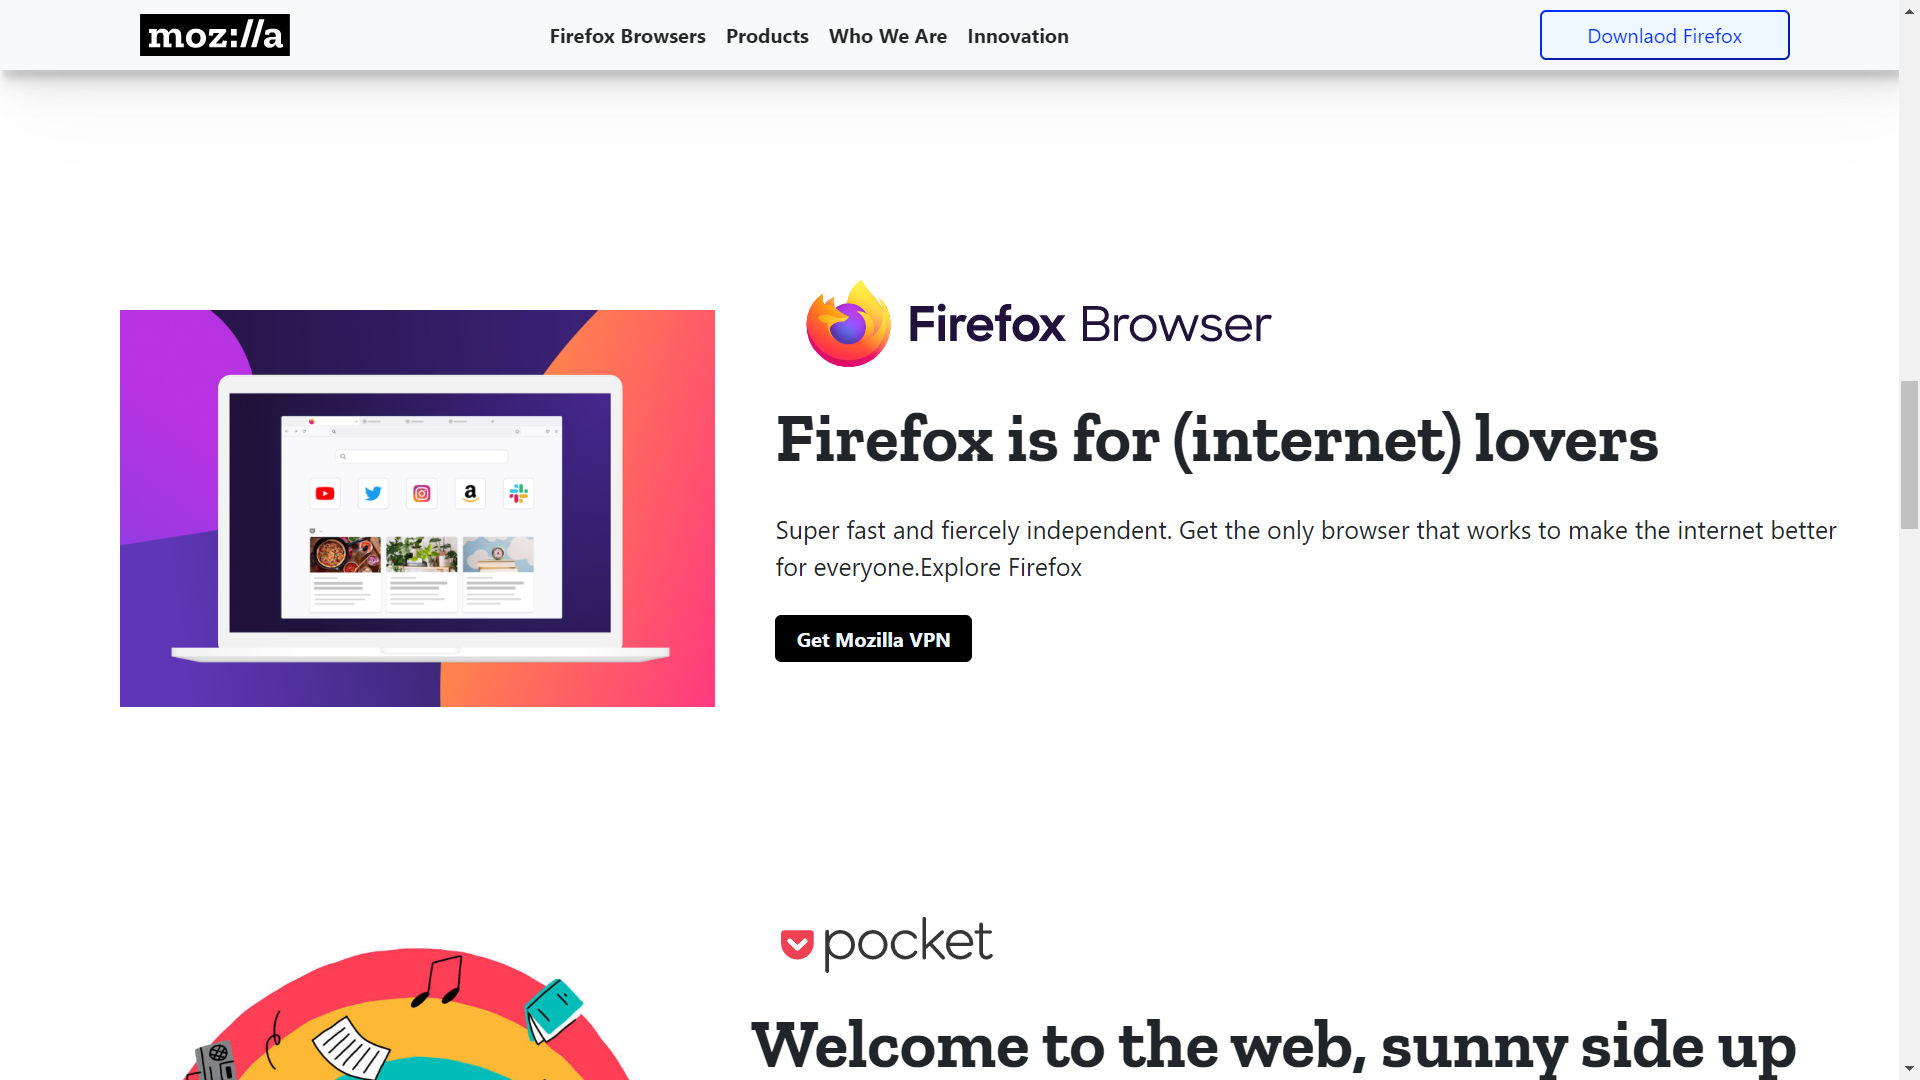 moz://a
Firefox Browsers Products Who We Are Innovation
Downlaod Firefox
Firefox Browser
Firefox is for (internet) lovers
Super fast and fiercely independent. Get the only browser that works to make the internet better
for everyone.Explore Firefox
Get Mozilla VPN
pocket
Welcome to the web, sunny side up